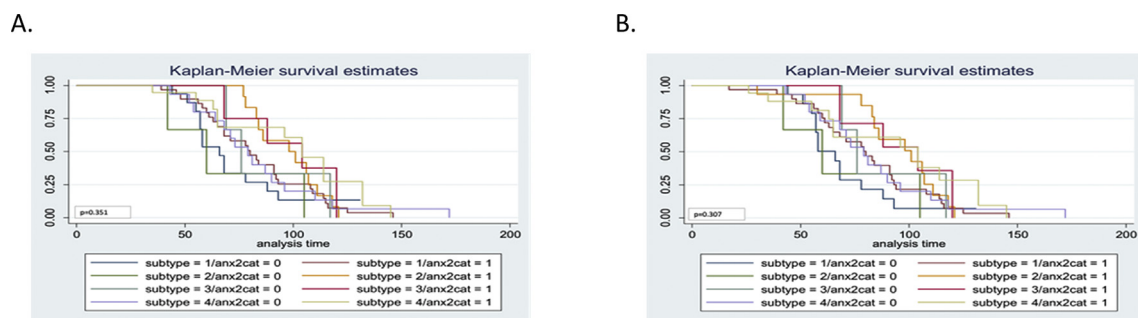 A.
B.
Kaplan-Meier survival estimates
1.00
0.75
0.50
0.25
0.00
p=0.351
0
50
100
150
200
analysis time
subtype = 1/anx2cat = 0
subtype = 1/anx2cat = 1
subtype = 2/anx2cat = 0
subtype = 2/anx2cat = 1
subtype = 3/anx2cat = 0
subtype = 3/anx2cat = 1
subtype = 4/anx2cat = 0
subtype = 4/anx2cat = 1
Kaplan-Meier survival estimates
1.00
0.75
0.50
0.25
0.00
p=0.307
0
50
100
150
200
analysis time
subtype = 1/anx2cat = 0
subtype = 1/anx2cat = 1
subtype = 2/anx2cat = 0
subtype = 2/anx2cat = 1
subtype = 3/anx2cat = 0
subtype = 3/anx2cat = 1
subtype = 4/anx2cat = 0
subtype = 4/anx2cat = 1